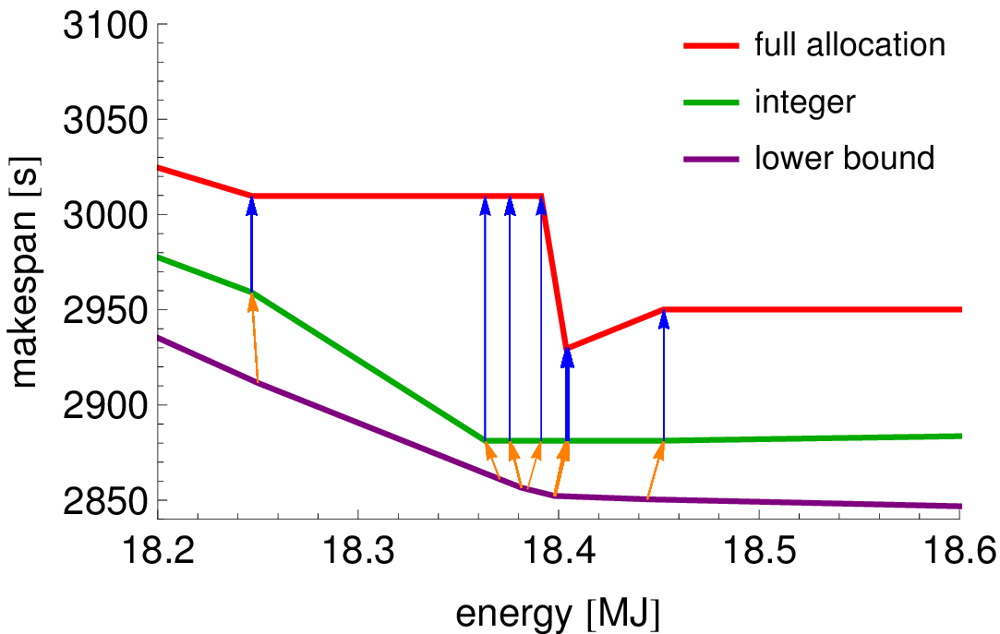 3100
3050
3000
2950
2900
2850
makespan [s]
full allocation
integer
lower bound
18.2 18.3 18.4 18.5 18.6
energy [MJ]